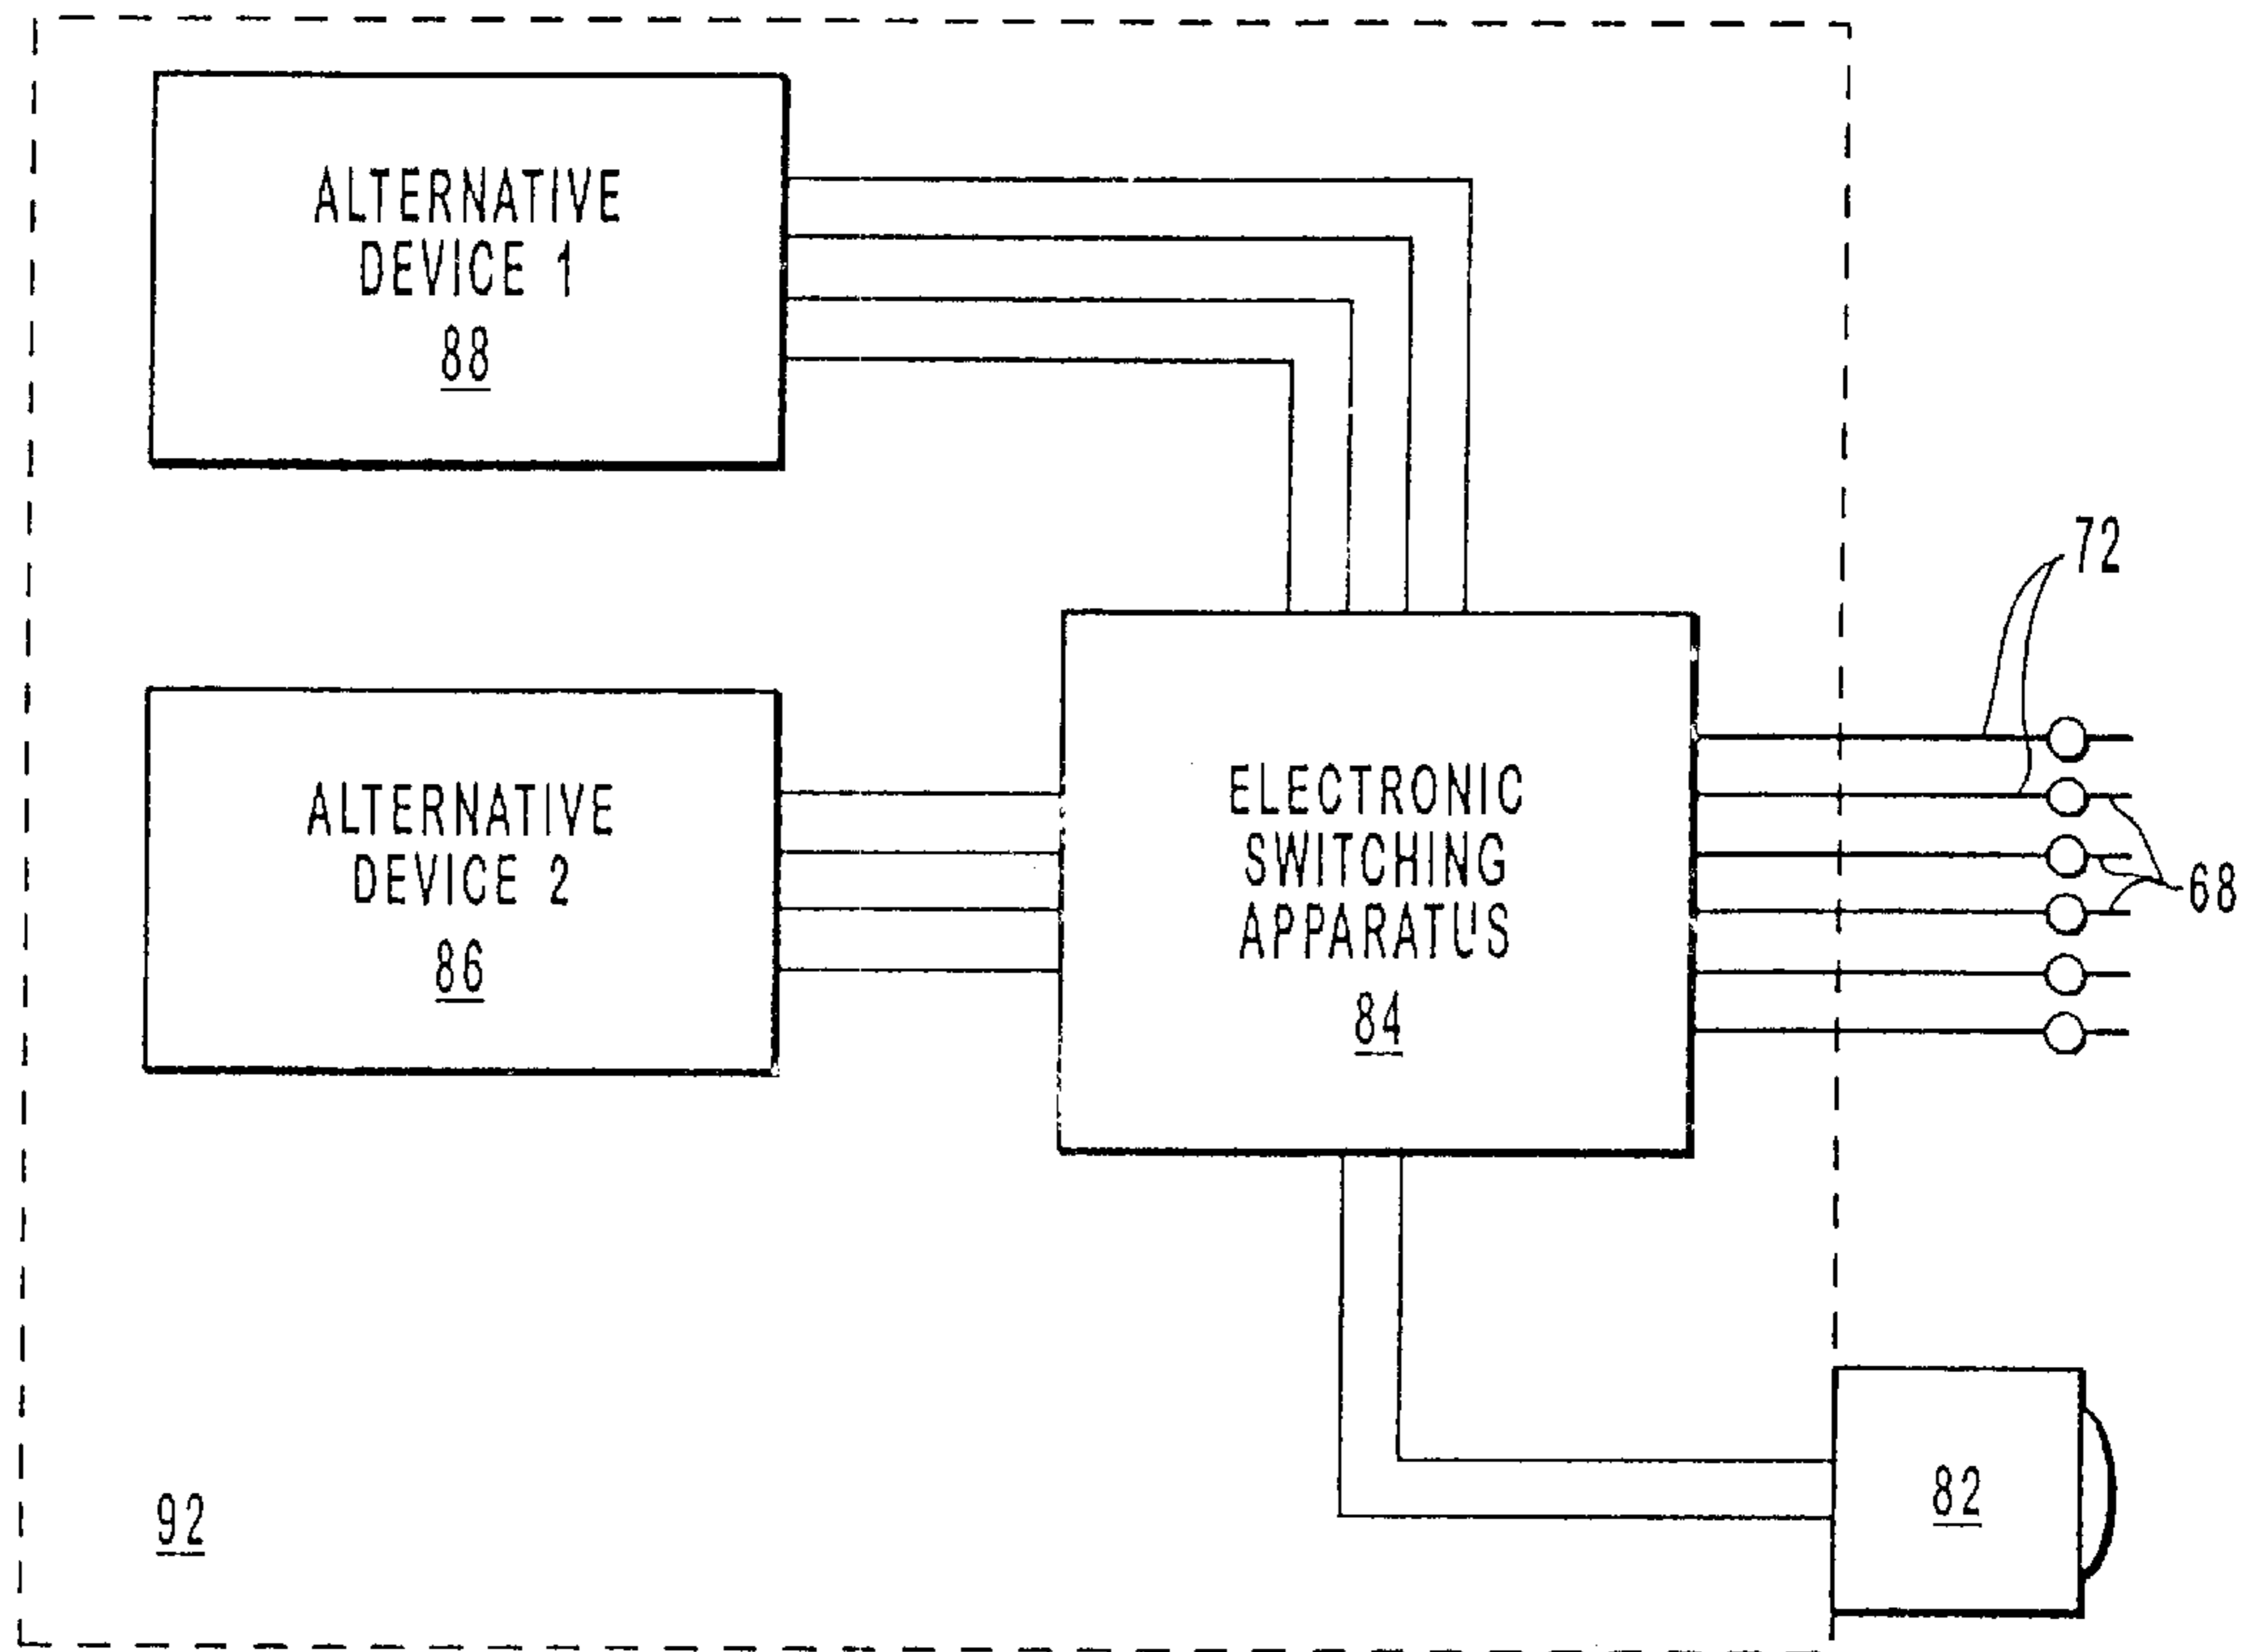 ALTERNATIVE
DEVICE 1
88
72
ALTERNATIVE
DEVICE 2
86
ELECTRONIC
SWITCHING
APPARATUS
84
68
92
82